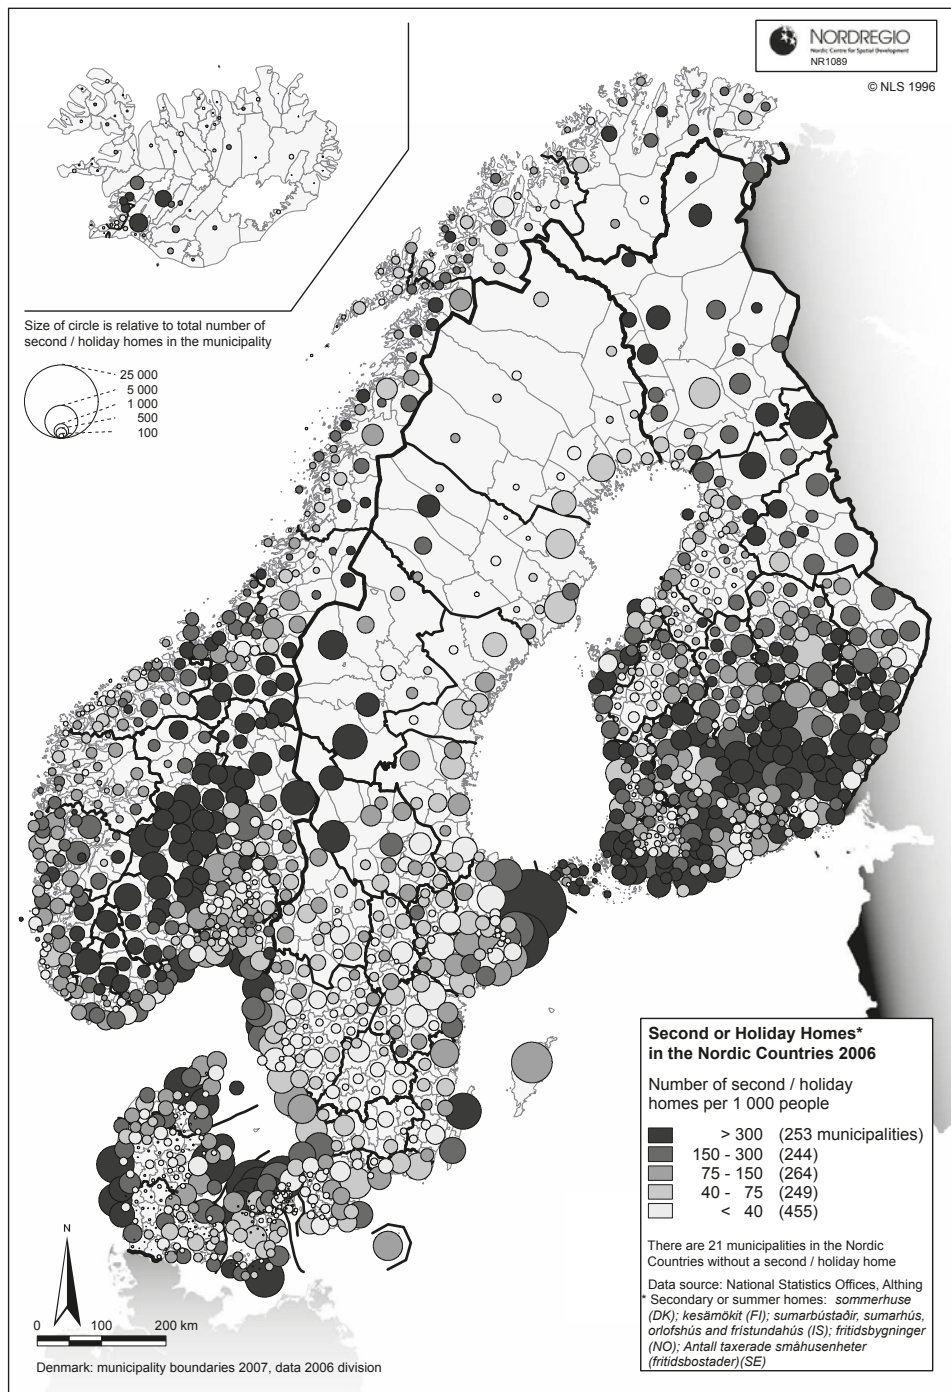 NORDREGIO
Nordic Centre for Spatial Development
NR1089
© NLS 1996
Size of circle is relative to total number of
second / holiday homes in the municipality
25 000
5 000
1 000
500
100
Second or Holiday Homes*
in the Nordic Countries 2006
Number of second / holiday
homes per 1 000 people
> 300 (253 municipalities)
150 - 300 (244)
75 - 150 (264)
40 - 75 (249)
< 40 (455)
There are 21 municipalities in the Nordic
Countries without a second / holiday home
Data source: National Statistics Offices, Althing
* Secondary or summer homes: sommerhuse
(DK); kesämökit (FI); sumarbústaðir, sumarhús,
orlofshús and frístundahús (IS); fritidsbygninger
(NO); Antall taxerade småhusenheter
(fritidsbostader)(SE)
N
0 100 200 km
Denmark: municipality boundaries 2007, data 2006 division